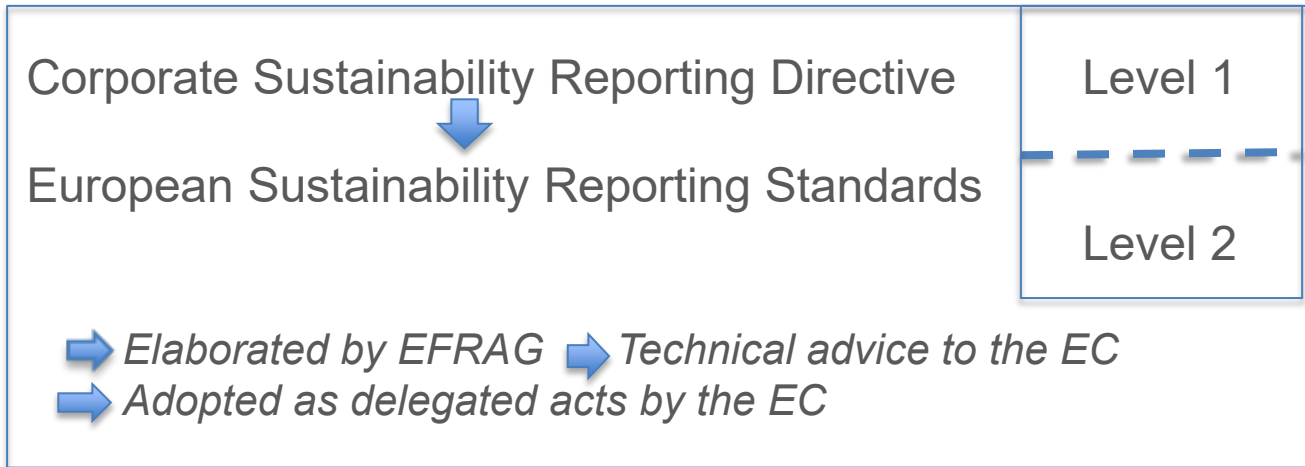 Corporate Sustainability Reporting Directive
Level 1
European Sustainability Reporting Standards
Level 2
Elaborated by EFRAG Technical advice to the EC
Adopted as delegated acts by the EC